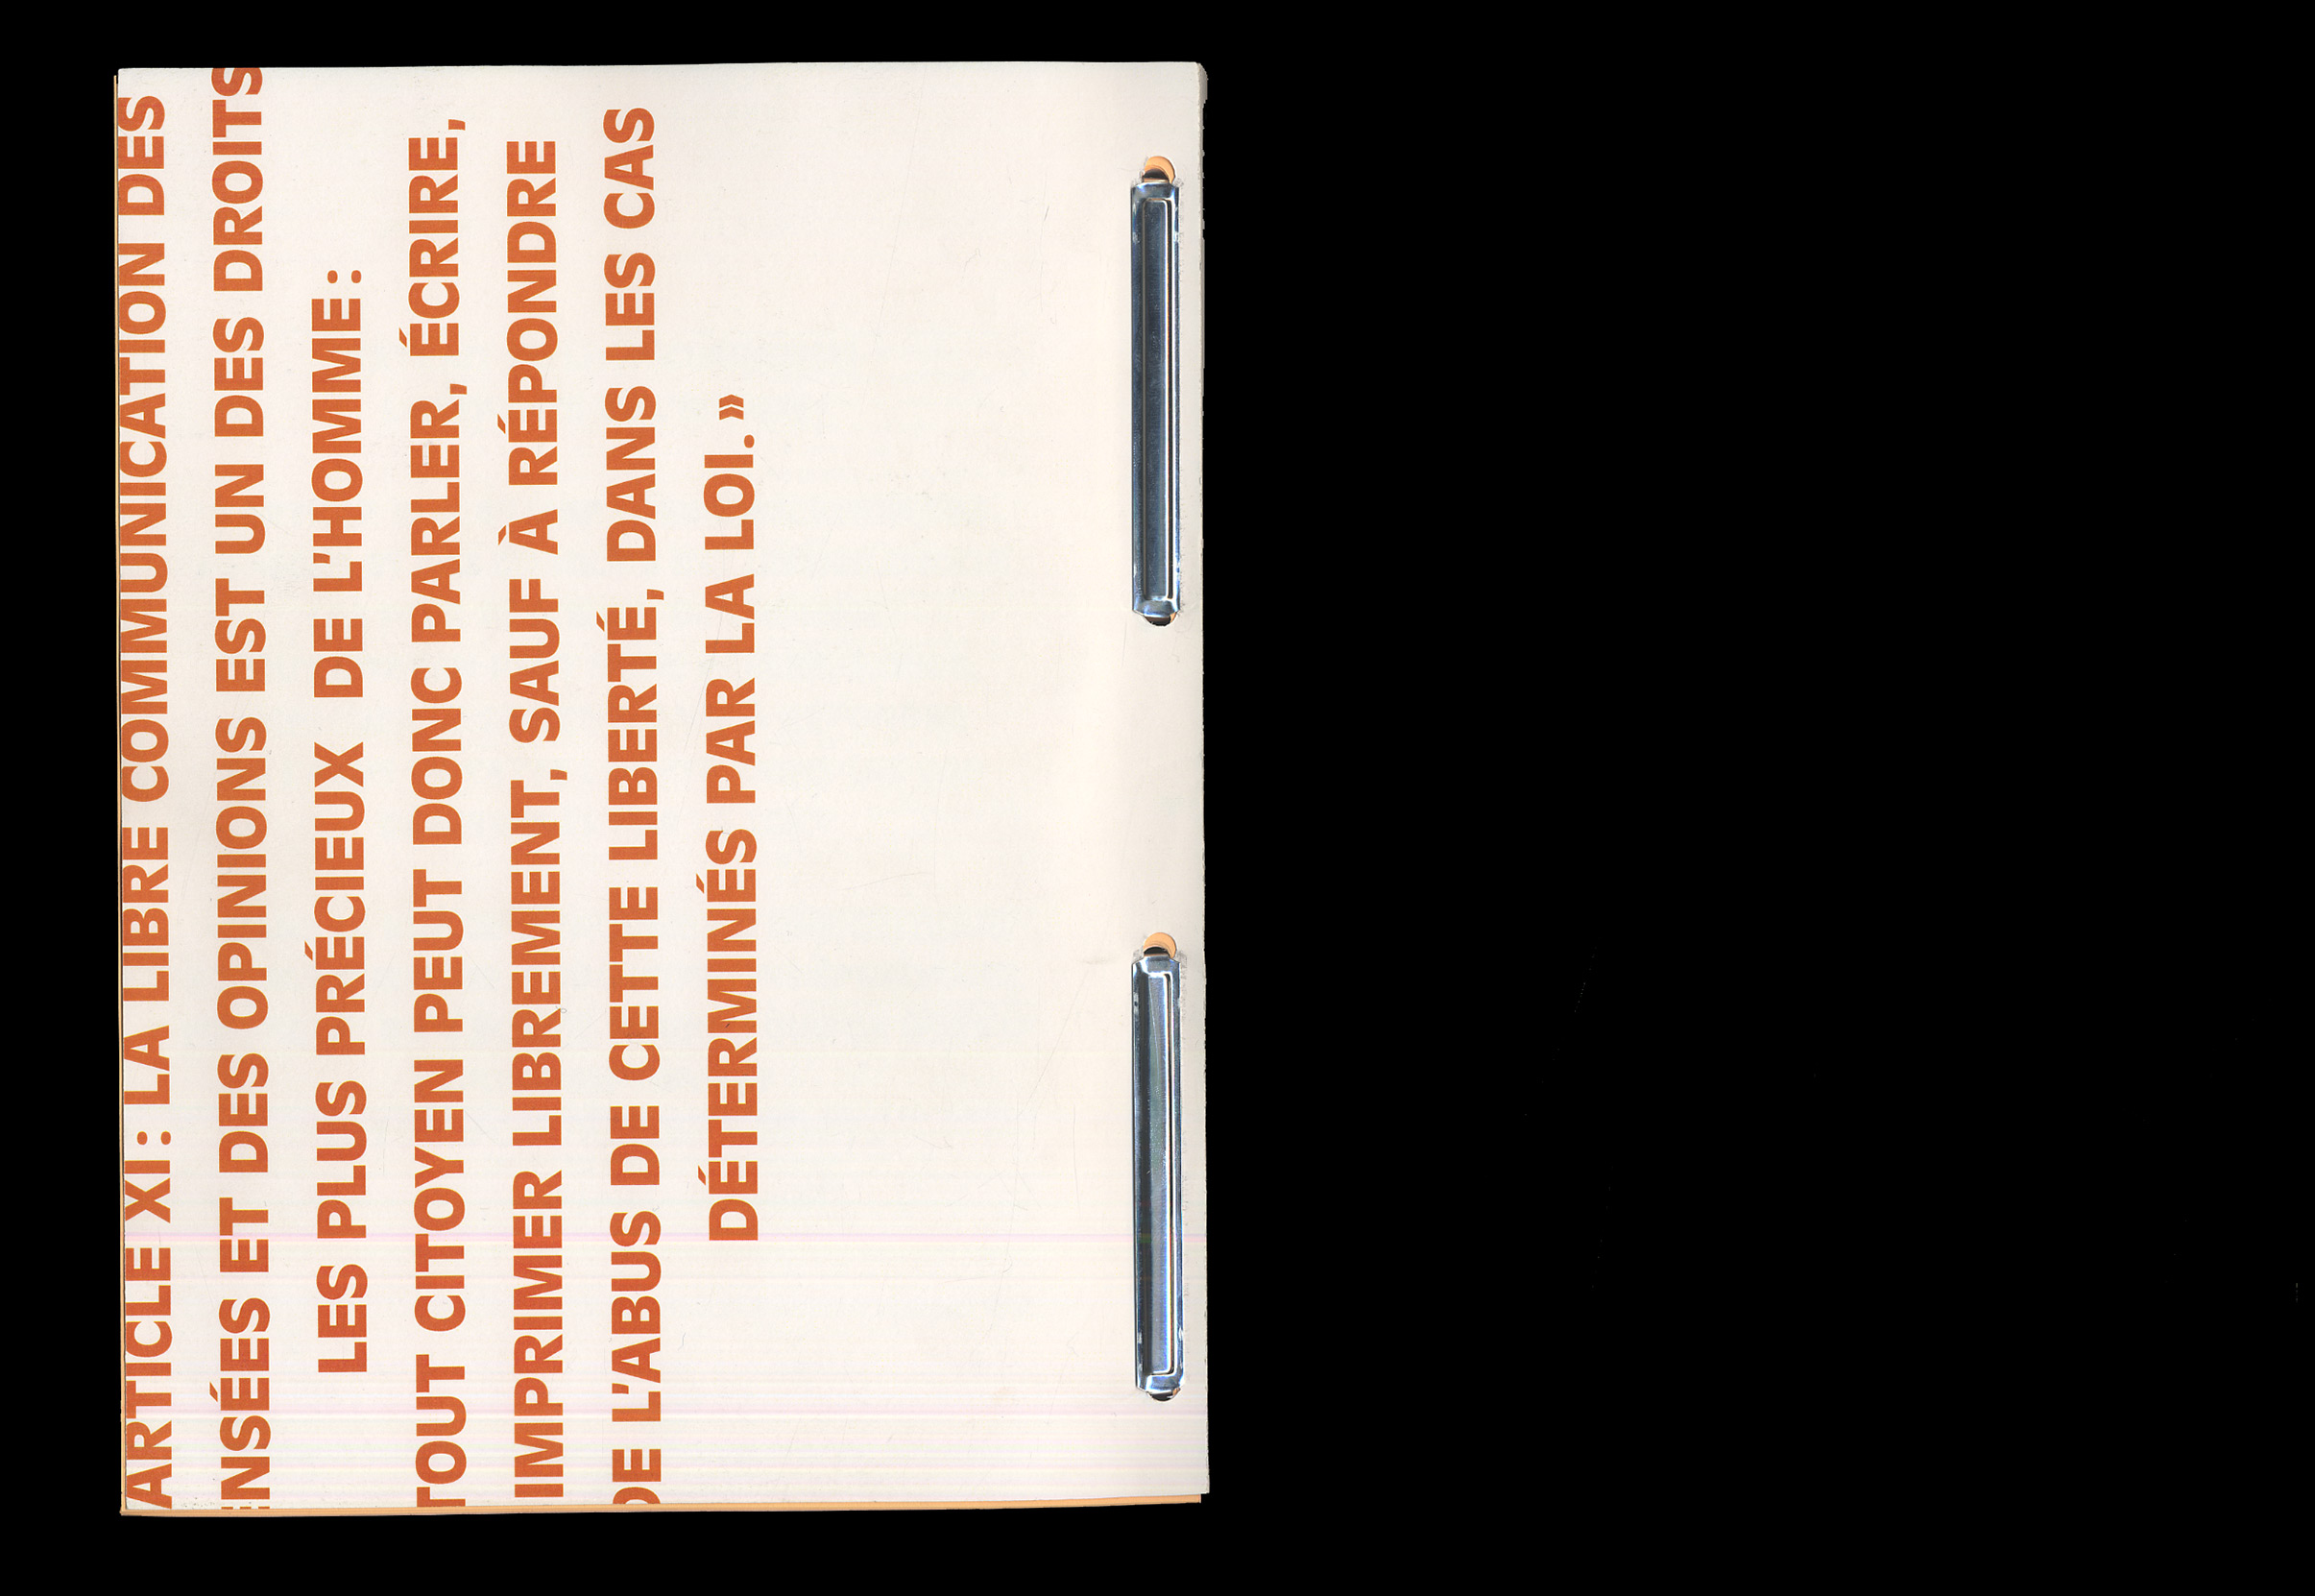 ARTICLE XI : LA LIBRE COMMUNICATION DES
ENSÉES ET DES OPINIONS EST UN DES DROITS
LES PLUS PRÉCIEUX DE L'HOMME :
TOUT CITOYEN PEUT DONC PARLER, ÉCRIRE,
IMPRIMER LIBREMENT, SAUF À RÉPONDRE
DE L'ABUS DE CETTE LIBERTÉ, DANS LES CAS
DÉTERMINÉS PAR LA LOI. »